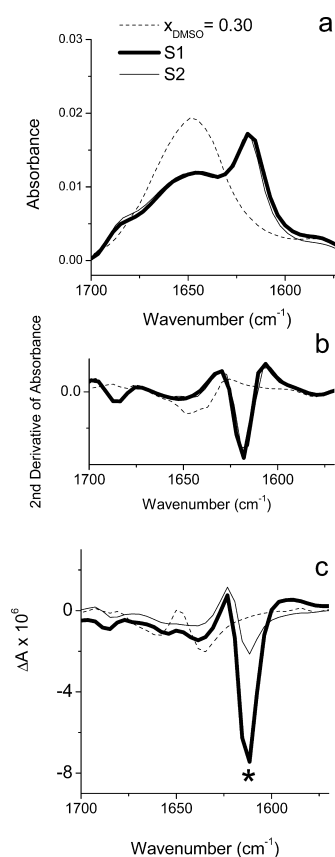 x_DMSO = 0.30
a
S1
S2
0.03
0.02
0.01
0.00
Absorbance
1700
1650
1600
Wavenumber (cm⁻¹)
b
2nd Derivative of Absorbance
0.0
1700
1650
1600
Wavenumber (cm⁻¹)
c
ΔA x 10⁶
0
-4
-8
*
1700
1650
1600
Wavenumber (cm⁻¹)